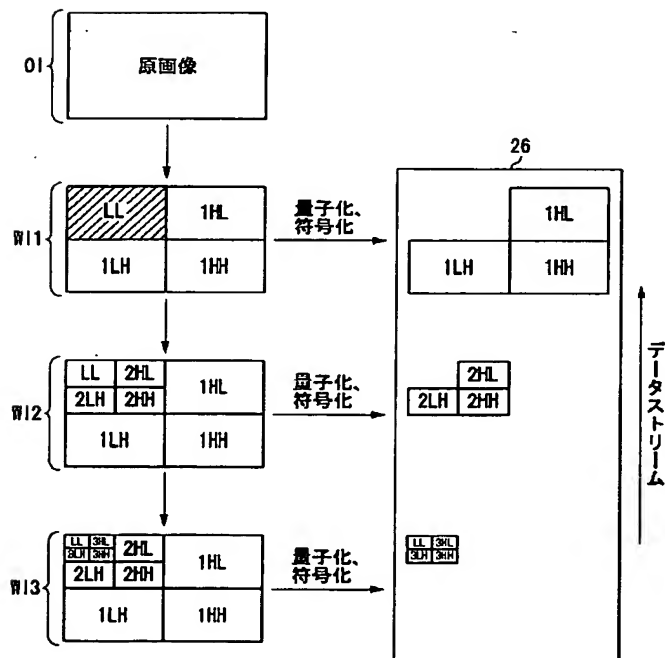 OI
原画像
26
WI1
LL
1HL
1LH
1HH
量子化、
符号化
1HL
1LH
1HH
WI2
LL
2HL
2LH
2HH
1HL
1LH
1HH
量子化、
符号化
2HL
2LH
2HH
データストリーム
WI3
LL
3HL
3LH
3HH
2HL
2LH
2HH
1HL
1LH
1HH
量子化、
符号化
LL
3HL
3LH
3HH